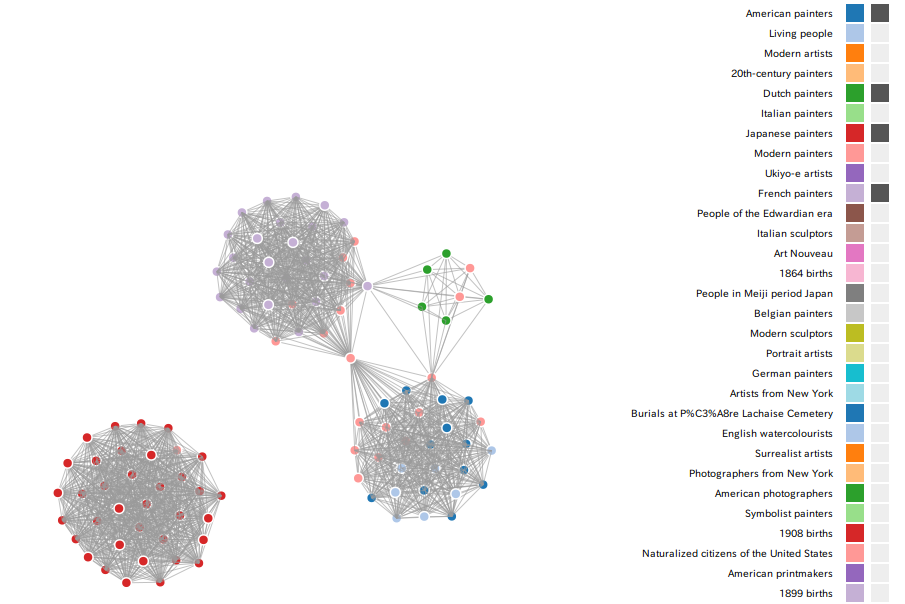 American painters
Living people
Modern artists
20th-century painters
Dutch painters
Italian painters
Japanese painters
Modern painters
Ukiyo-e artists
French painters
People of the Edwardian era
Italian sculptors
Art Nouveau
1864 births
People in Meiji period Japan
Belgian painters
Modern sculptors
Portrait artists
German painters
Artists from New York
Burials at P%C3%A8re Lachaise Cemetery
English watercolourists
Surrealist artists
Photographers from New York
American photographers
Symbolist painters
1908 births
Naturalized citizens of the United States
American printmakers
1899 births